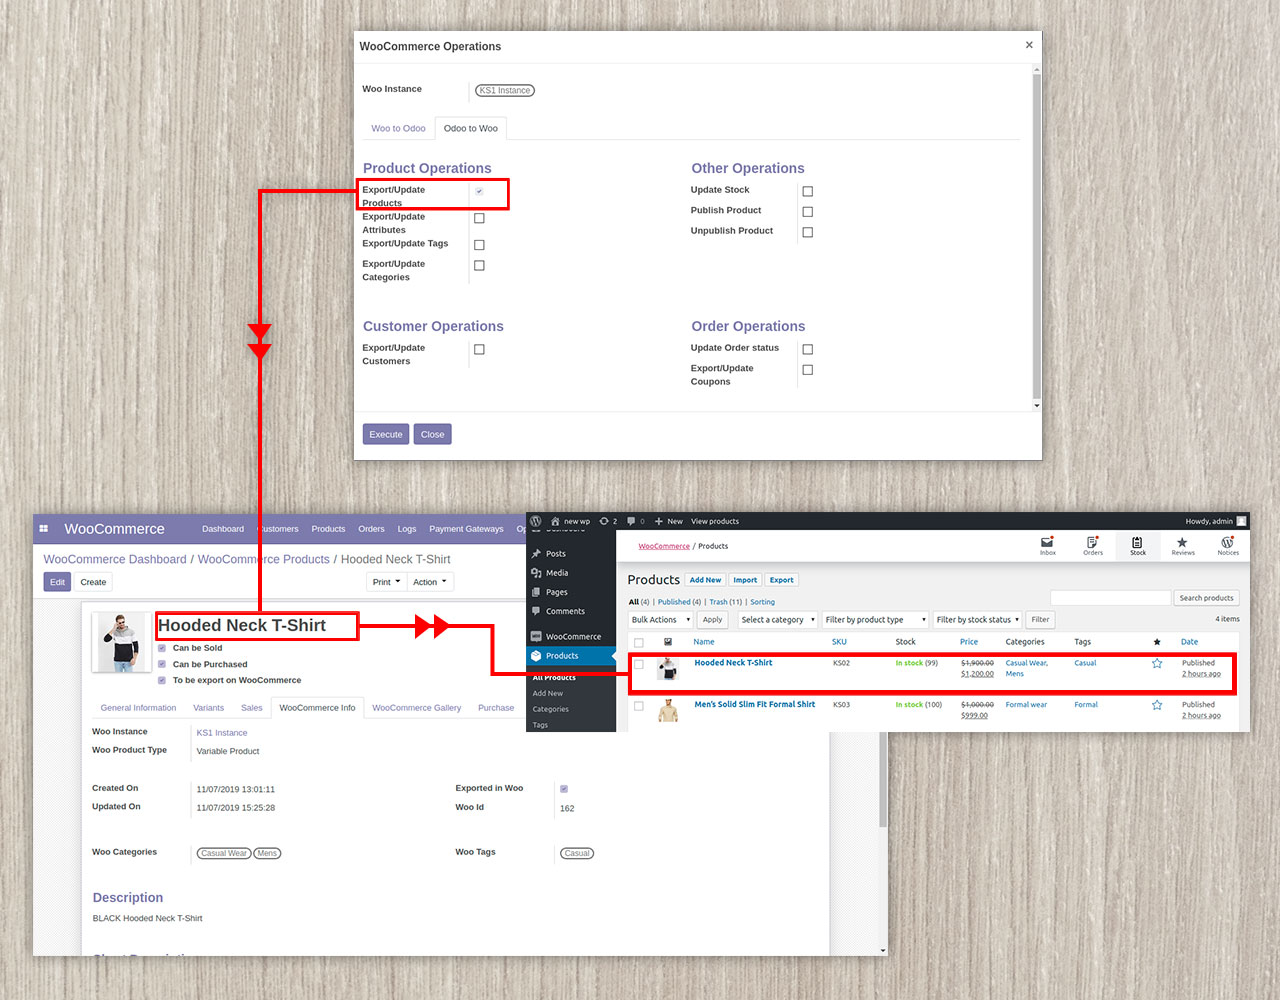 WooCommerce Operations ×
Woo Instance KS1 Instance
Woo to Odoo Odoo to Woo
Product Operations
Export/Update
Products
Export/Update
Attributes
Export/Update Tags
Export/Update
Categories
Other Operations
Update Stock
Publish Product
Unpublish Product
Customer Operations
Export/Update
Customers
Order Operations
Update Order status
Export/Update
Coupons
Execute Close
WooCommerce Dashboard Customers Products Orders Logs Payment Gateways
WooCommerce Dashboard / WooCommerce Products / Hooded Neck T-Shirt
Edit Create Print Action
Hooded Neck T-Shirt
Can be Sold
Can be Purchased
To be export on WooCommerce
General Information Variants Sales WooCommerce Info WooCommerce Gallery Purchase
Woo Instance KS1 Instance
Woo Product Type Variable Product
Created On 11/07/2019 13:01:11 Exported in Woo
Updated On 11/07/2019 15:25:28 Woo Id 162
Woo Categories Casual Wear Mens Woo Tags Casual
Description
BLACK Hooded Neck T-Shirt
new wp 2 0 + New View products Howdy, admin
Posts
Media
Pages
Comments
WooCommerce
Products
All Products
Add New
Categories
Tags
WooCommerce / Products
Inbox Orders Stock Reviews Notices
Products Add New Import Export
All (4) | Published (4) | Trash (11) | Sorting Search products
Bulk Actions Apply Select a category Filter by product type Filter by stock status Filter 4 items
Name SKU Stock Price Categories Tags Date
Hooded Neck T-Shirt KS02 In stock (99) $1,900.00 Casual Wear, Casual Published
$1,200.00 Mens 2 hours ago
Men's Solid Slim Fit Formal Shirt KS03 In stock (100) $1,000.00 Formal wear Formal Published
$999.00 2 hours ago